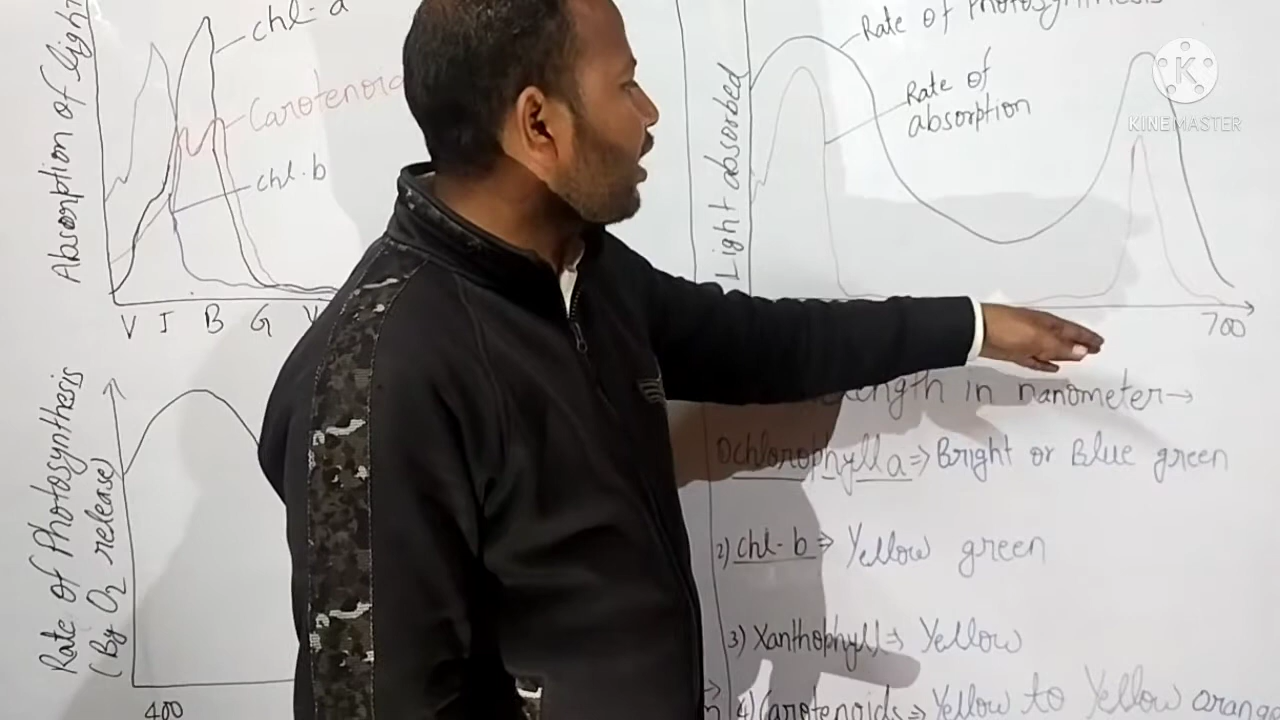 Absorption of light
chl-a
Carotenoid
chl.b
V I B G
Rate of Photosynthesis
(By O2 release)
400
Rate of Photosynthesis
Rate of
absorption
Light absorbed
700
in nanometer→
1) chlorophyll a ⇒ Bright or Blue green
2) chl-b ⇒ Yellow green
3) Xanthophyll ⇒ Yellow
4) Carotenoids ⇒ Yellow to Yellow orange
K
KINEMASTER